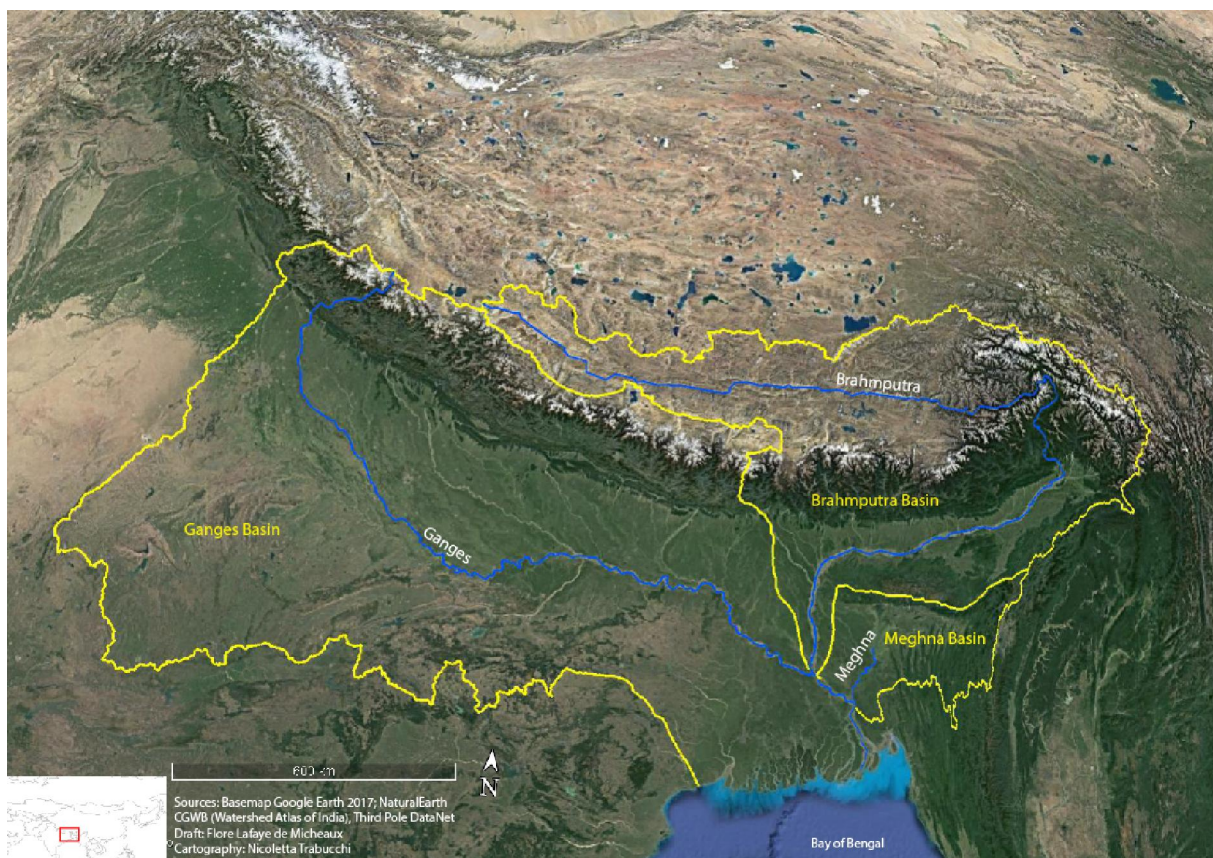 Brahmputra
Brahmputra Basin
Ganges Basin
Ganges
Meghna
Meghna Basin
600 km
N
Sources: Basemap Google Earth 2017; NaturalEarth
CGWB (Watershed Atlas of India), Third Pole DataNet
Draft: Flore Lafaye de Micheaux
Cartography: Nicoletta Trabucchi
Bay of Bengal